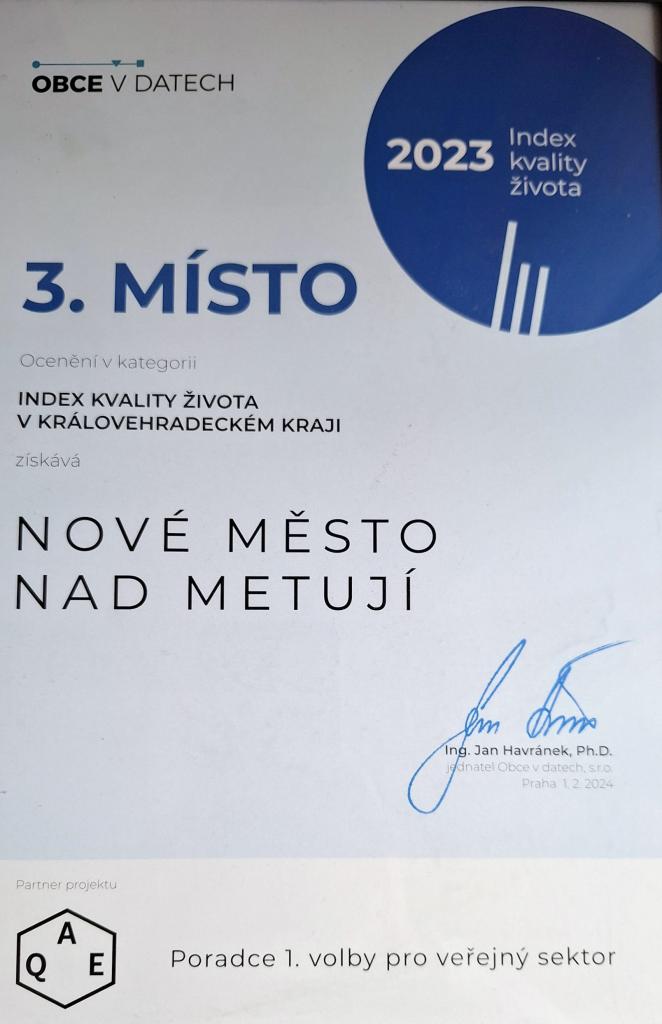 OBCE V DATECH
2023 Index
kvality
života
3. MÍSTO
Ocenění v kategorii
INDEX KVALITY ŽIVOTA
V KRÁLOVEHRADECKÉM KRAJI
získává
NOVÉ MĚSTO
NAD METUJÍ
Ing. Jan Havránek, Ph.D.
jednatel Obce v datech, s.r.o.
Praha 1. 2. 2024
Partner projektu
A
Q E
Poradce 1. volby pro veřejný sektor